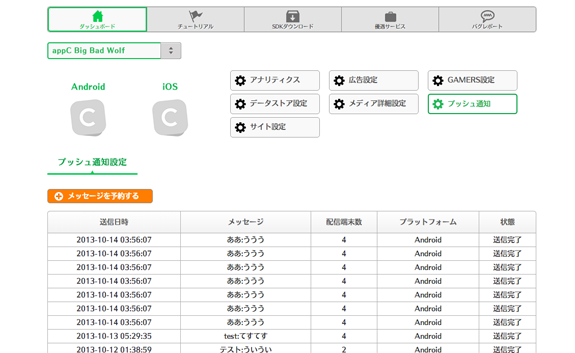 ダッシュボード チュートリアル SDKダウンロード 優遇サービス バグレポート
appC Big Bad Wolf
Android iOS
アナリティクス 広告設定 GAMERS設定
データストア設定 メディア詳細設定 プッシュ通知
サイト設定
プッシュ通知設定
メッセージを予約する
送信日時 メッセージ 配信端末数 プラットフォーム 状態
2013-10-14 03:56:07 ああ:ううう 4 Android 送信完了
2013-10-14 03:56:07 ああ:ううう 4 Android 送信完了
2013-10-14 03:56:07 ああ:ううう 4 Android 送信完了
2013-10-14 03:56:07 ああ:ううう 4 Android 送信完了
2013-10-14 03:56:07 ああ:ううう 4 Android 送信完了
2013-10-14 03:56:07 ああ:ううう 4 Android 送信完了
2013-10-14 03:56:07 ああ:ううう 4 Android 送信完了
2013-10-13 05:29:35 test:てすてす 4 Android 送信完了
2013-10-12 01:38:59 テスト:ういうい 2 Android 送信完了